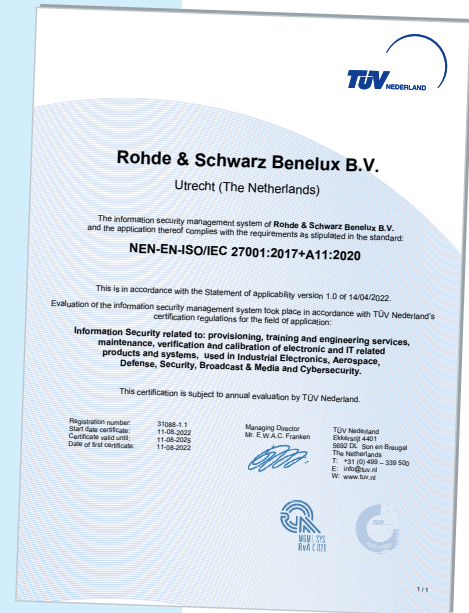 TÜV NEDERLAND
Rohde & Schwarz Benelux B.V.
Utrecht (The Netherlands)
The information security management system of Rohde & Schwarz Benelux B.V.
and the application thereof complies with the requirements as stipulated in the standard:
NEN-EN-ISO/IEC 27001:2017+A11:2020
This is in accordance with the Statement of applicability version 1.0 of 14/04/2022.
Evaluation of the information security management system took place in accordance with TÜV Nederland's
certification regulations for the field of application:
Information Security related to: provisioning, training and engineering services,
maintenance, verification and calibration of electronic and IT related
products and systems, used in Industrial Electronics, Aerospace,
Defense, Security, Broadcast & Media and Cybersecurity.
This certification is subject to annual evaluation by TÜV Nederland.
Registration number: 31088-1.1
Start date certificate: 11-08-2022
Certificate valid until: 11-08-2025
Date of first certificate: 11-08-2022
Managing Director
Mr. E.W.A.C. Franken
TÜV Nederland
Ekkersrijt 4401
5692 DL Son en Breugel
The Netherlands
T: +31 (0) 499 – 339 500
E: info@tuv.nl
W: www.tuv.nl
RvA
MGMT. SYS.
RvA C 028
1 / 1